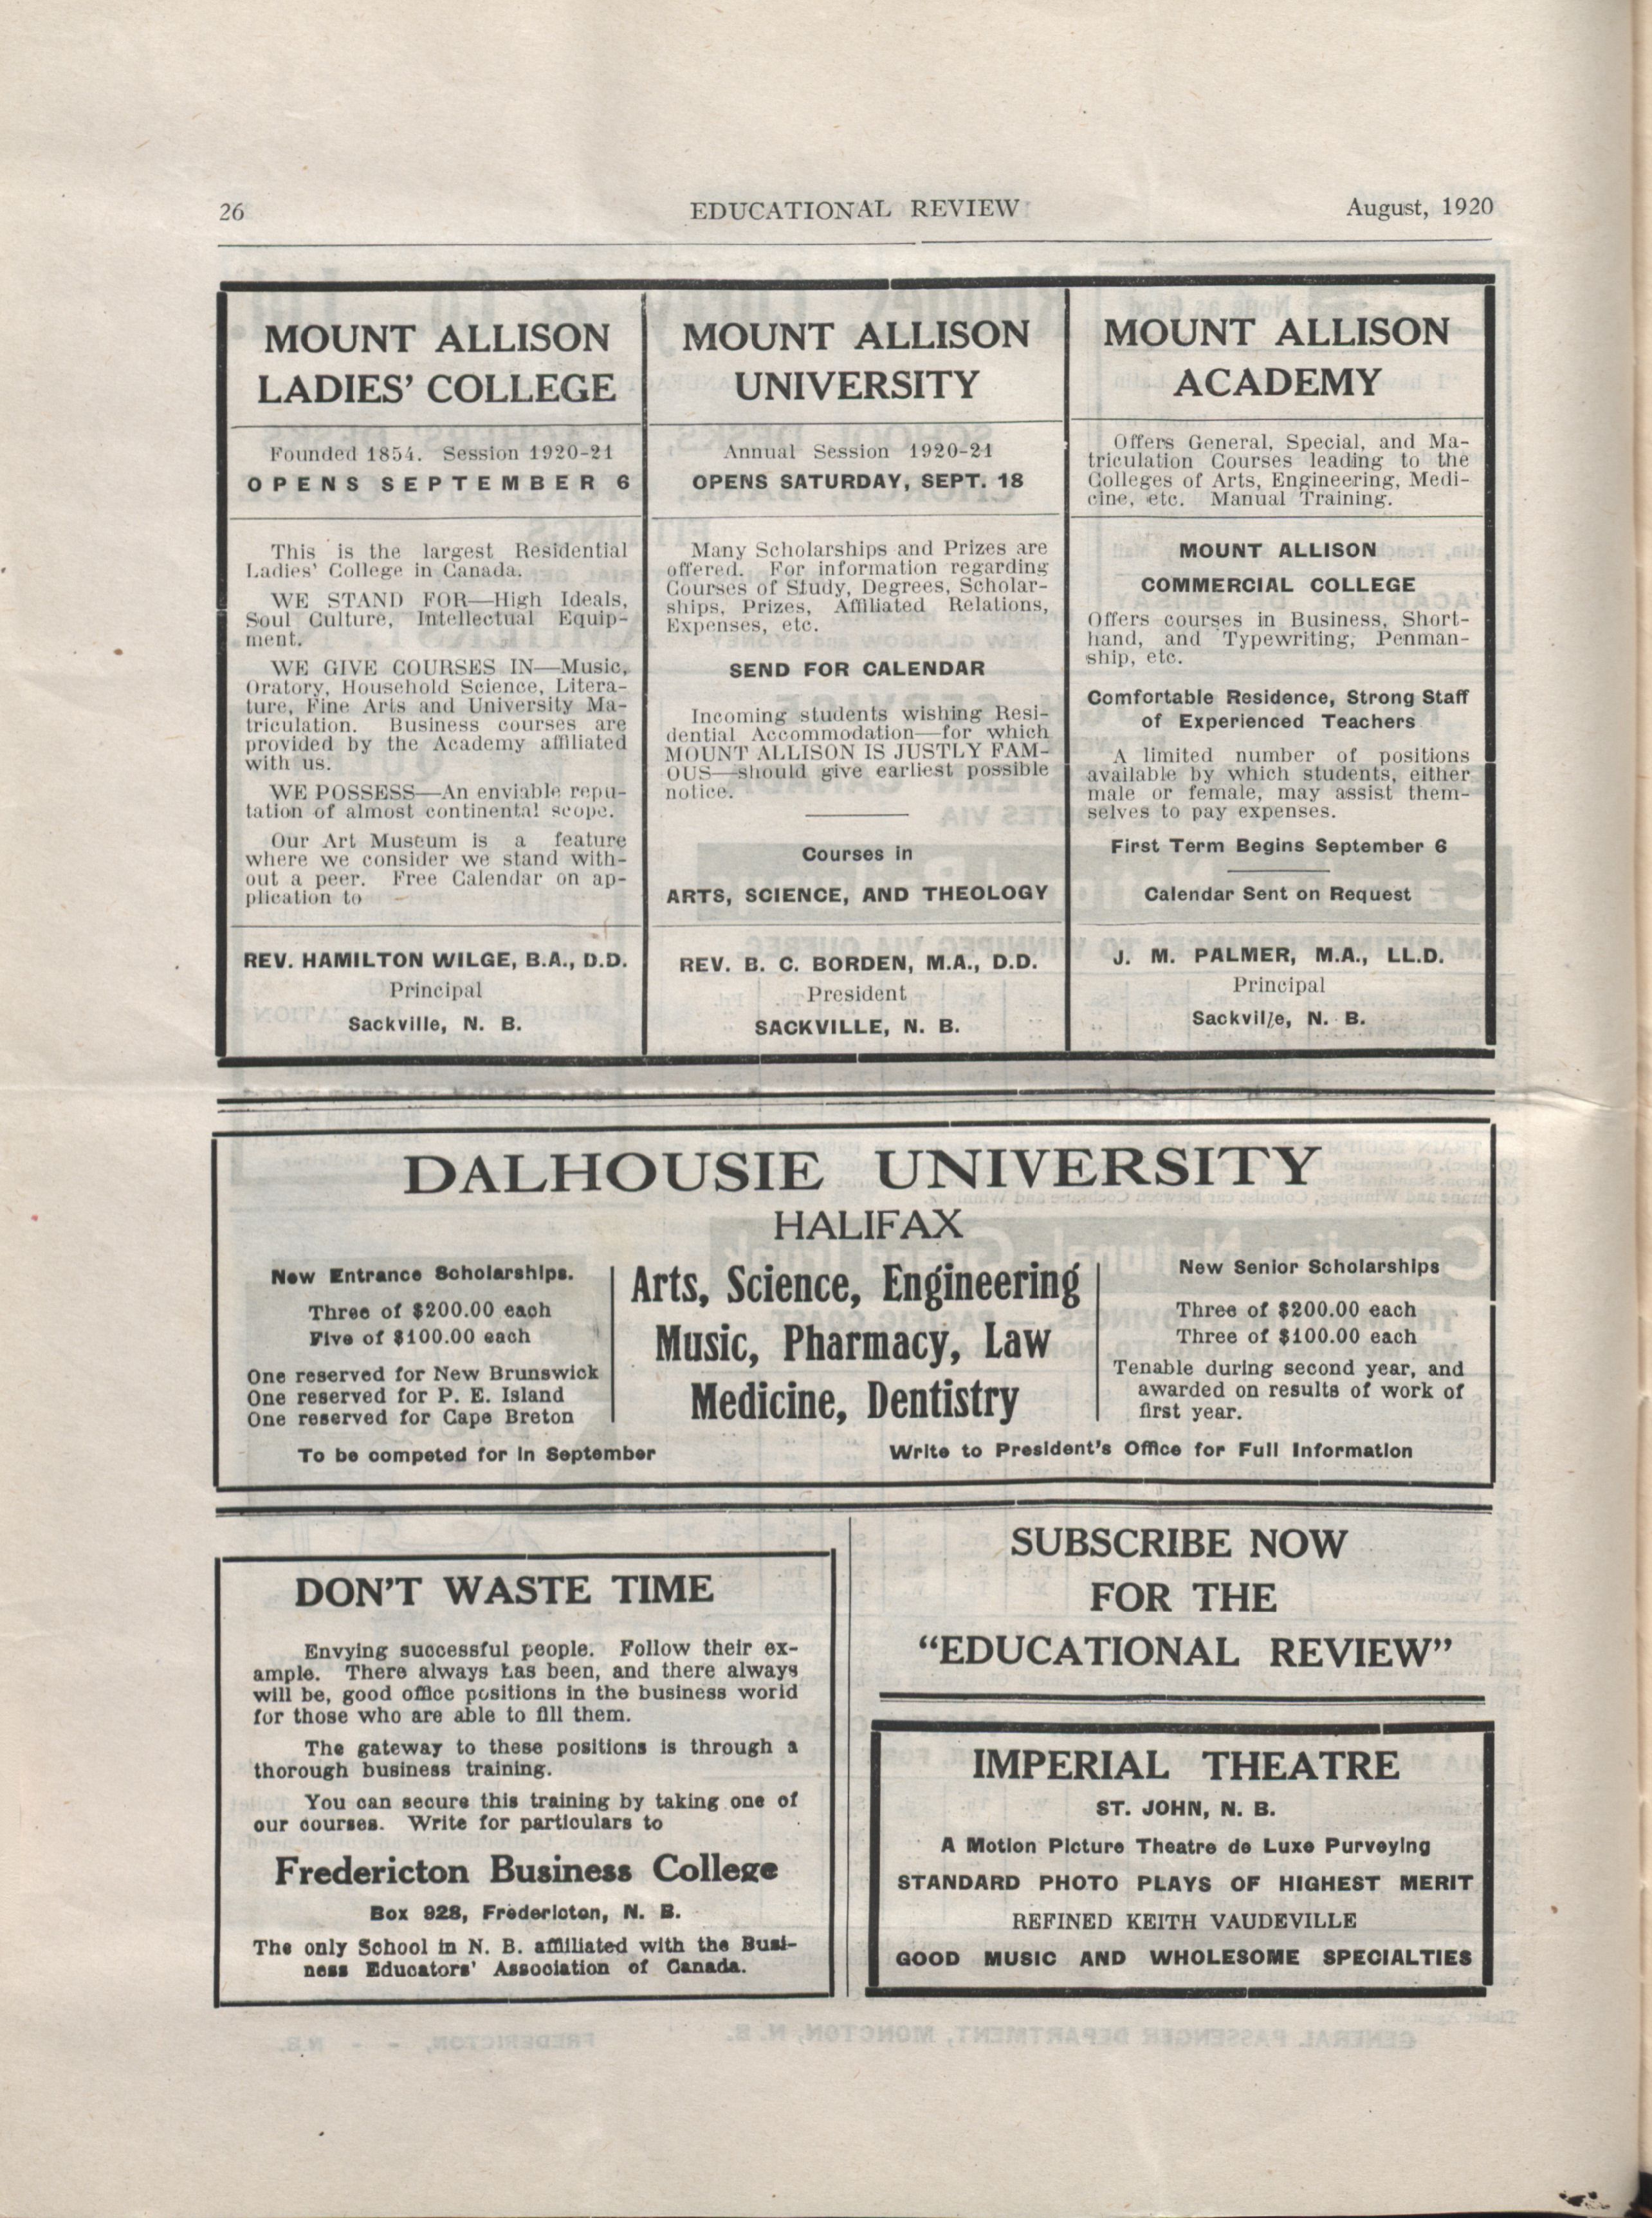 26
EDUCATIONAL REVIEW
August, 1920
MOUNT ALLISON
LADIES' COLLEGE
Founded 1854. Session 1920-21
OPENS SEPTEMBER 6
This is the largest Residential
Ladies' College in Canada.
WE STAND FOR—High Ideals,
Soul Culture, Intellectual Equip-
ment.
WE GIVE COURSES IN—Music,
Oratory, Household Science, Litera-
ture, Fine Arts and University Ma-
triculation. Business courses are
provided by the Academy affiliated
with us.
WE POSSESS—An enviable repu-
tation of almost continental scope.
Our Art Museum is a feature
where we consider we stand with-
out a peer. Free Calendar on ap-
plication to
REV. HAMILTON WILGE, B.A., D.D.
Principal
Sackville, N. B.
MOUNT ALLISON
UNIVERSITY
Annual Session 1920-21
OPENS SATURDAY, SEPT. 18
Many Scholarships and Prizes are
offered. For information regarding
Courses of Study, Degrees, Scholar-
ships, Prizes, Affiliated Relations,
Expenses, etc.
SEND FOR CALENDAR
Incoming students wishing Resi-
dential Accommodation—for which
MOUNT ALLISON IS JUSTLY FAM-
OUS—should give earliest possible
notice.
Courses in
ARTS, SCIENCE, AND THEOLOGY
REV. B. C. BORDEN, M.A., D.D.
President
SACKVILLE, N. B.
MOUNT ALLISON
ACADEMY
Offers General, Special, and Ma-
triculation Courses leading to the
Colleges of Arts, Engineering, Medi-
cine, etc. Manual Training.
MOUNT ALLISON
COMMERCIAL COLLEGE
Offers courses in Business, Short-
hand, and Typewriting, Penman-
ship, etc.
Comfortable Residence, Strong Staff
of Experienced Teachers
A limited number of positions
available by which students, either
male or female, may assist them-
selves to pay expenses.
First Term Begins September 6
Calendar Sent on Request
J. M. PALMER, M.A., LL.D.
Principal
Sackville, N. B.
DALHOUSIE UNIVERSITY
HALIFAX
New Entrance Scholarships.
Three of $200.00 each
Five of $100.00 each
One reserved for New Brunswick
One reserved for P. E. Island
One reserved for Cape Breton
To be competed for in September
Arts, Science, Engineering
Music, Pharmacy, Law
Medicine, Dentistry
New Senior Scholarships
Three of $200.00 each
Three of $100.00 each
Tenable during second year, and
awarded on results of work of
first year.
Write to President's Office for Full Information
DON'T WASTE TIME
Envying successful people. Follow their ex-
ample. There always has been, and there always
will be, good office positions in the business world
for those who are able to fill them.
The gateway to these positions is through a
thorough business training.
You can secure this training by taking one of
our courses. Write for particulars to
Fredericton Business College
Box 928, Fredericton, N. B.
The only School in N. B. affiliated with the Busi-
ness Educators' Association of Canada.
SUBSCRIBE NOW
FOR THE
"EDUCATIONAL REVIEW"
IMPERIAL THEATRE
ST. JOHN, N. B.
A Motion Picture Theatre de Luxe Purveying
STANDARD PHOTO PLAYS OF HIGHEST MERIT
REFINED KEITH VAUDEVILLE
GOOD MUSIC AND WHOLESOME SPECIALTIES